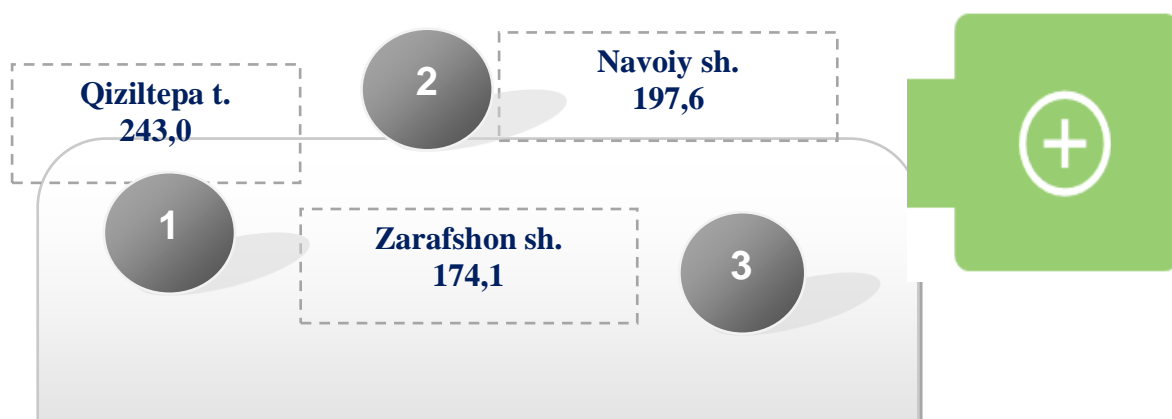 Qiziltepa t.
243,0
1
2
Navoiy sh.
197,6
Zarafshon sh.
174,1
3